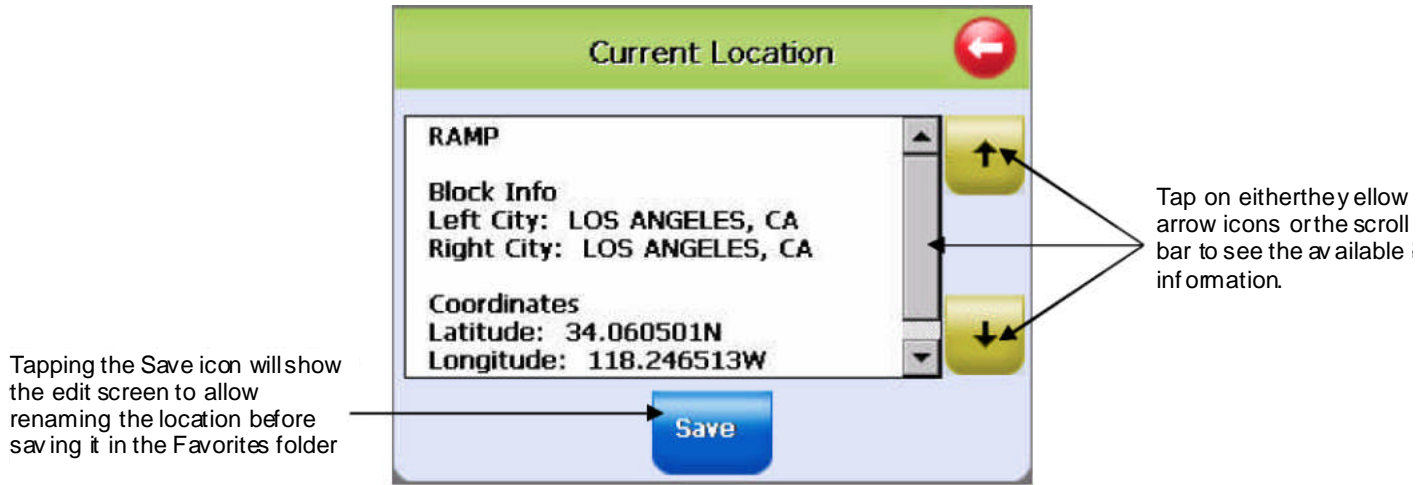 Current Location
RAMP
Block Info
Left City: LOS ANGELES, CA
Right City: LOS ANGELES, CA
Coordinates
Latitude: 34.060501N
Longitude: 118.246513W
Save
Tap on eitherthey ellow
arrow icons orthe scroll
bar to see the av ailable
inf ormation.
Tapping the Save icon willshow
the edit screen to allow
renaming the location before
sav ing it in the Favorites folder